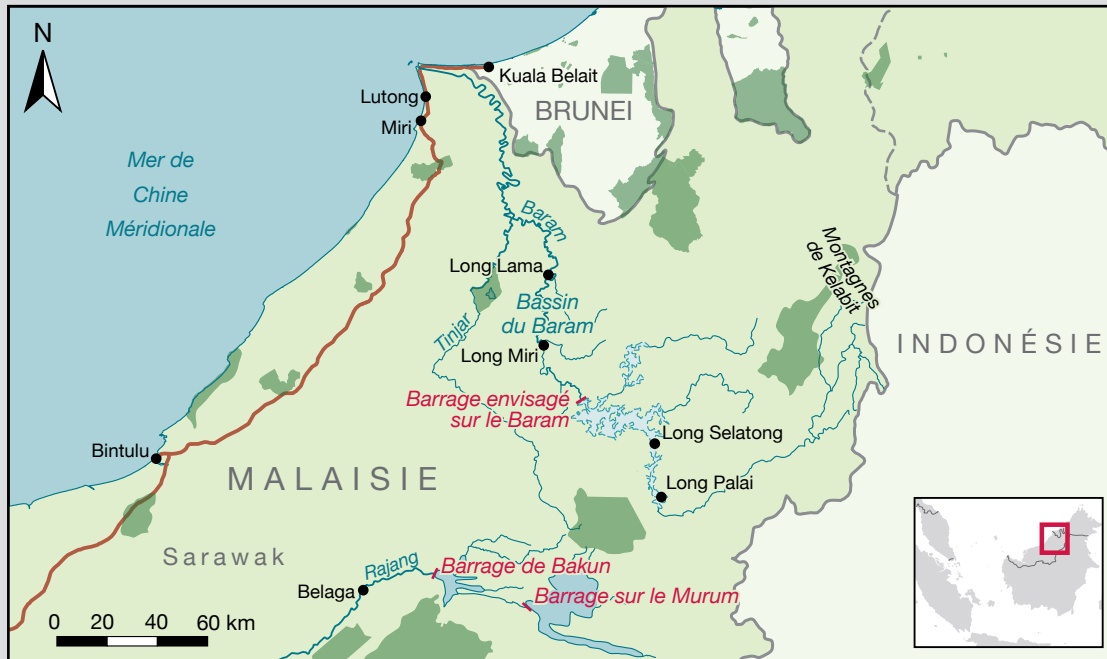 N
Kuala Belait
Lutong
BRUNEI
Miri
Mer de
Chine
Méridionale
Baram
Montagnes
de Kelabit
Long Lama
Bassin
du Baram
Tinjar
Long Miri
INDONÉSIE
Barrage envisagé
sur le Baram
Long Selatong
Bintulu
MALAISIE
Long Palai
Sarawak
Rajang
Barrage de Bakun
Belaga
Barrage sur le Murum
0 20 40 60 km